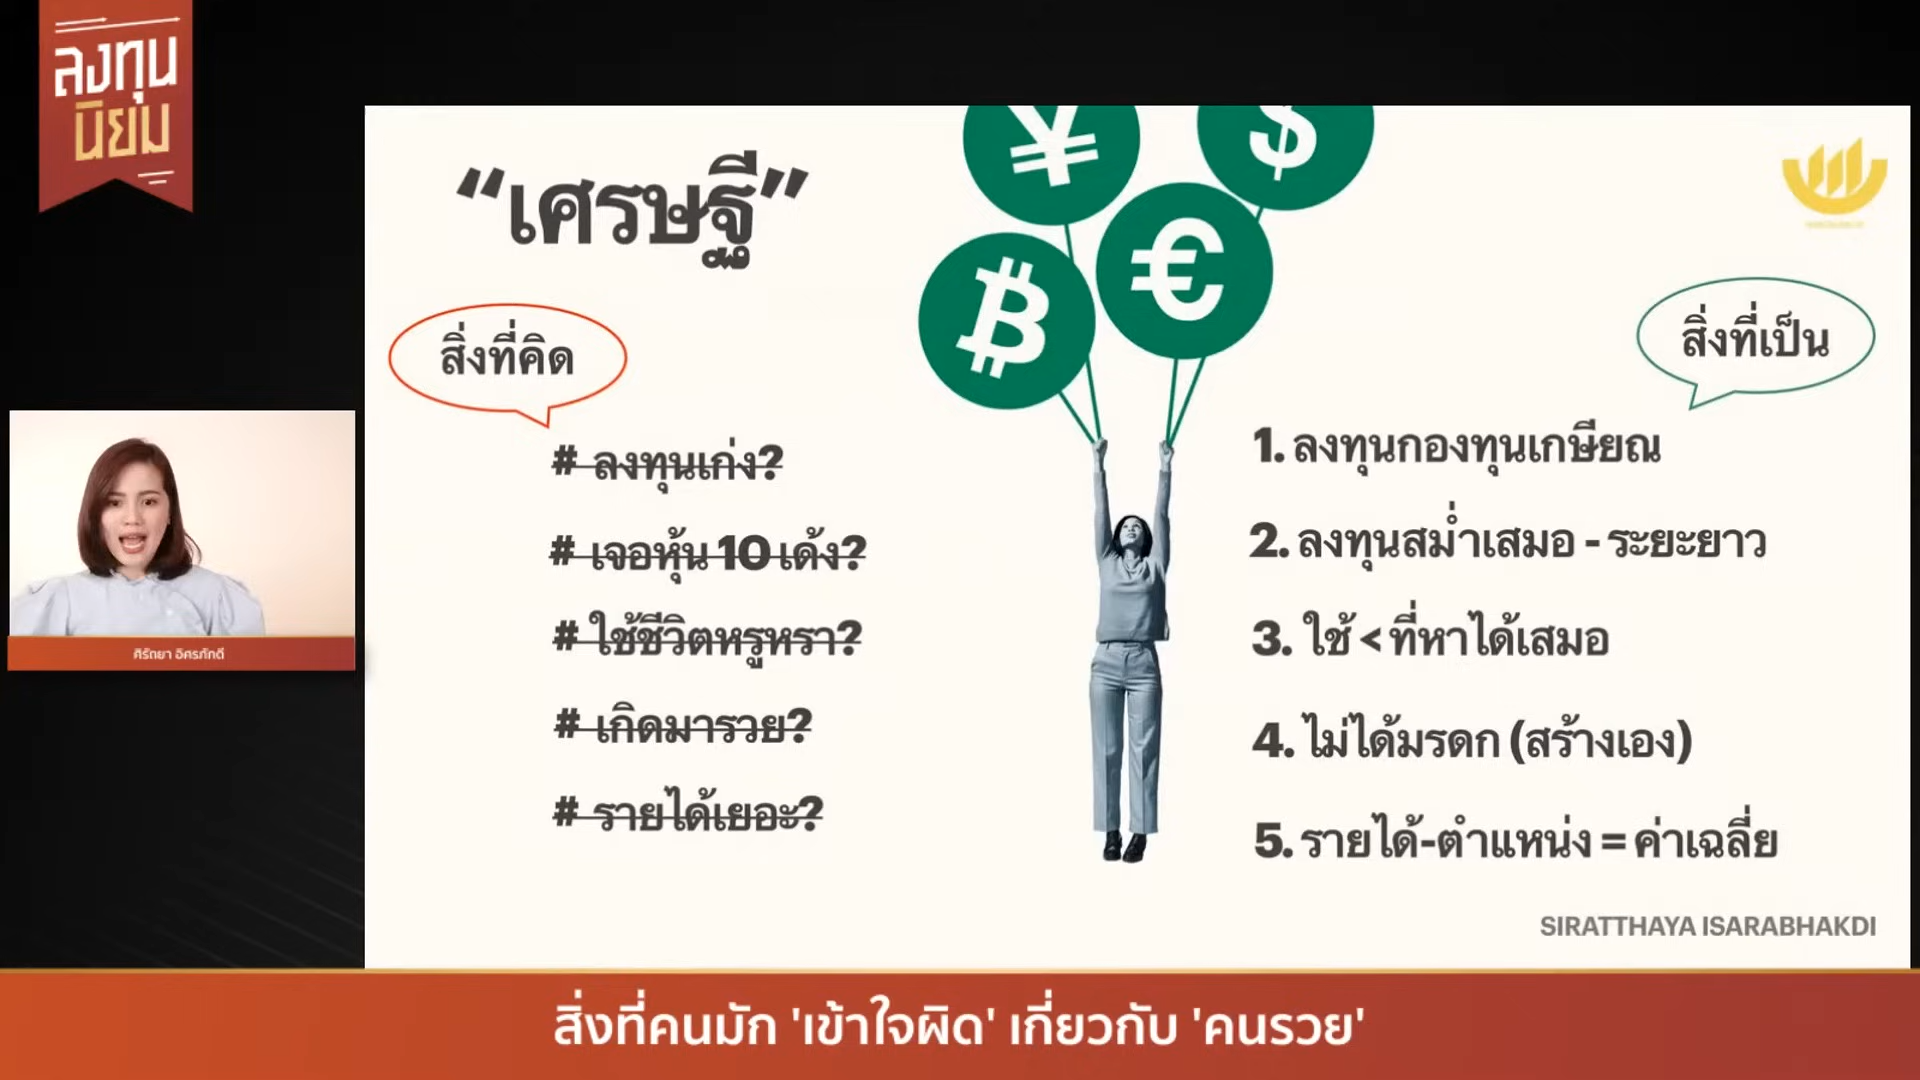 ลงทุน
นิยม
“เศรษฐี”
¥
$
€
₿
สิ่งที่คิด
# ลงทุนเก่ง?
# เจอหุ้น 10 เด้ง?
# ใช้ชีวิตหรูหรา?
# เกิดมารวย?
# รายได้เยอะ?
สิ่งที่เป็น
1. ลงทุนกองทุนเกษียณ
2. ลงทุนสม่ำเสมอ - ระยะยาว
3. ใช้ < ที่หาได้เสมอ
4. ไม่ได้มรดก (สร้างเอง)
5. รายได้-ตำแหน่ง = ค่าเฉลี่ย
SIRATTHAYA ISARABHAKDI
ศิรัถยา อิศรภักดี
สิ่งที่คนมัก 'เข้าใจผิด' เกี่ยวกับ 'คนรวย'